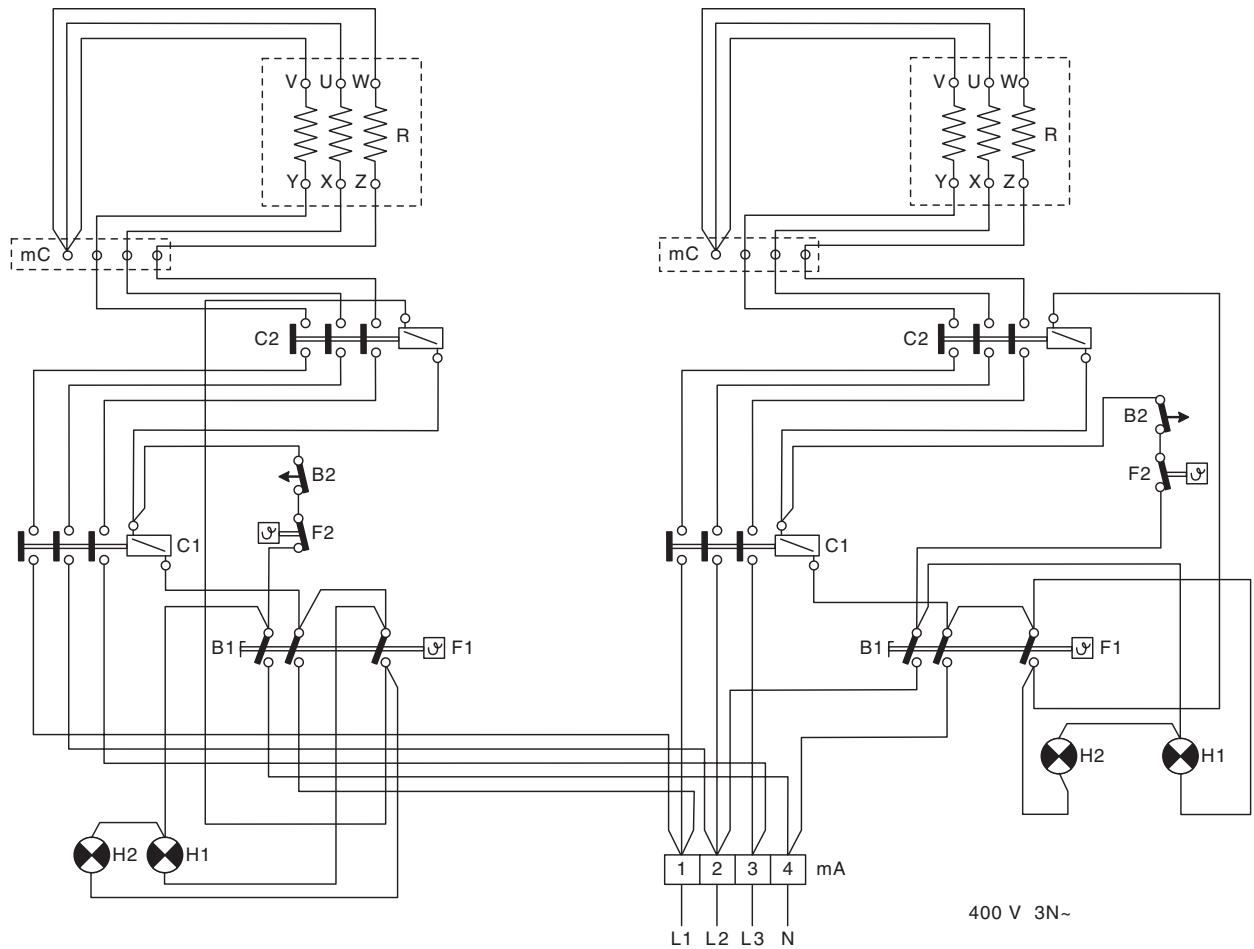 V U W
R
Y X Z
mC
C2
B2
F2
ϑ
C1
B1
ϑ
F1
H2
H1
V U W
R
Y X Z
mC
C2
B2
F2
ϑ
C1
B1
ϑ
F1
H2
H1
1 2 3 4 mA
L1 L2 L3 N
400 V 3N~